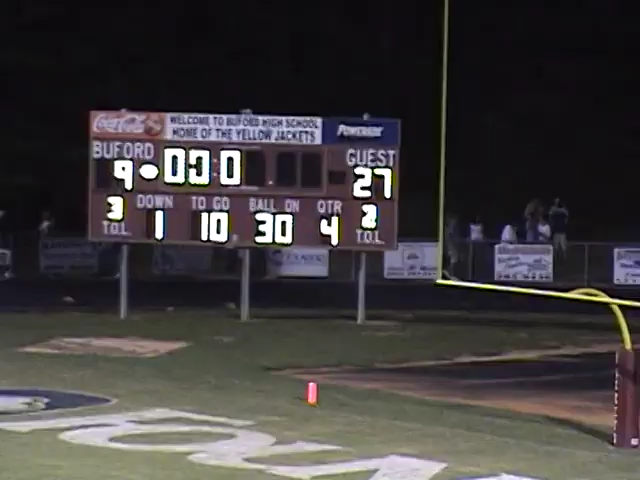 Coca-Cola
WELCOME TO BUFORD HIGH SCHOOL
HOME OF THE YELLOW JACKETS
POWERADE
BUFORD
GUEST
9 00:0 27
DOWN TO GO BALL ON QTR
3 1 10 30 4 2
T.O.L. T.O.L.